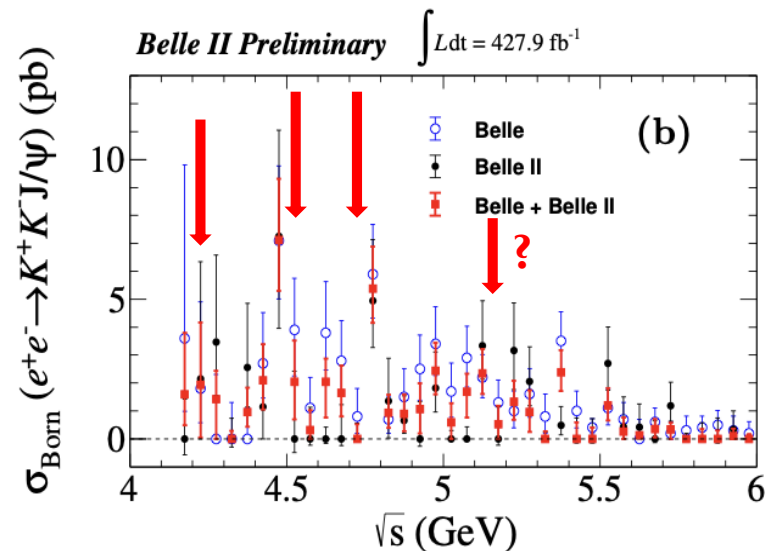 Belle II Preliminary ∫ Ldt = 427.9 fb⁻¹
σ_Born (e⁺e⁻→K⁺K⁻J/ψ) (pb)
10
5
0
Belle
Belle II
Belle + Belle II
(b)
?
4 4.5 5 5.5 6
√s (GeV)